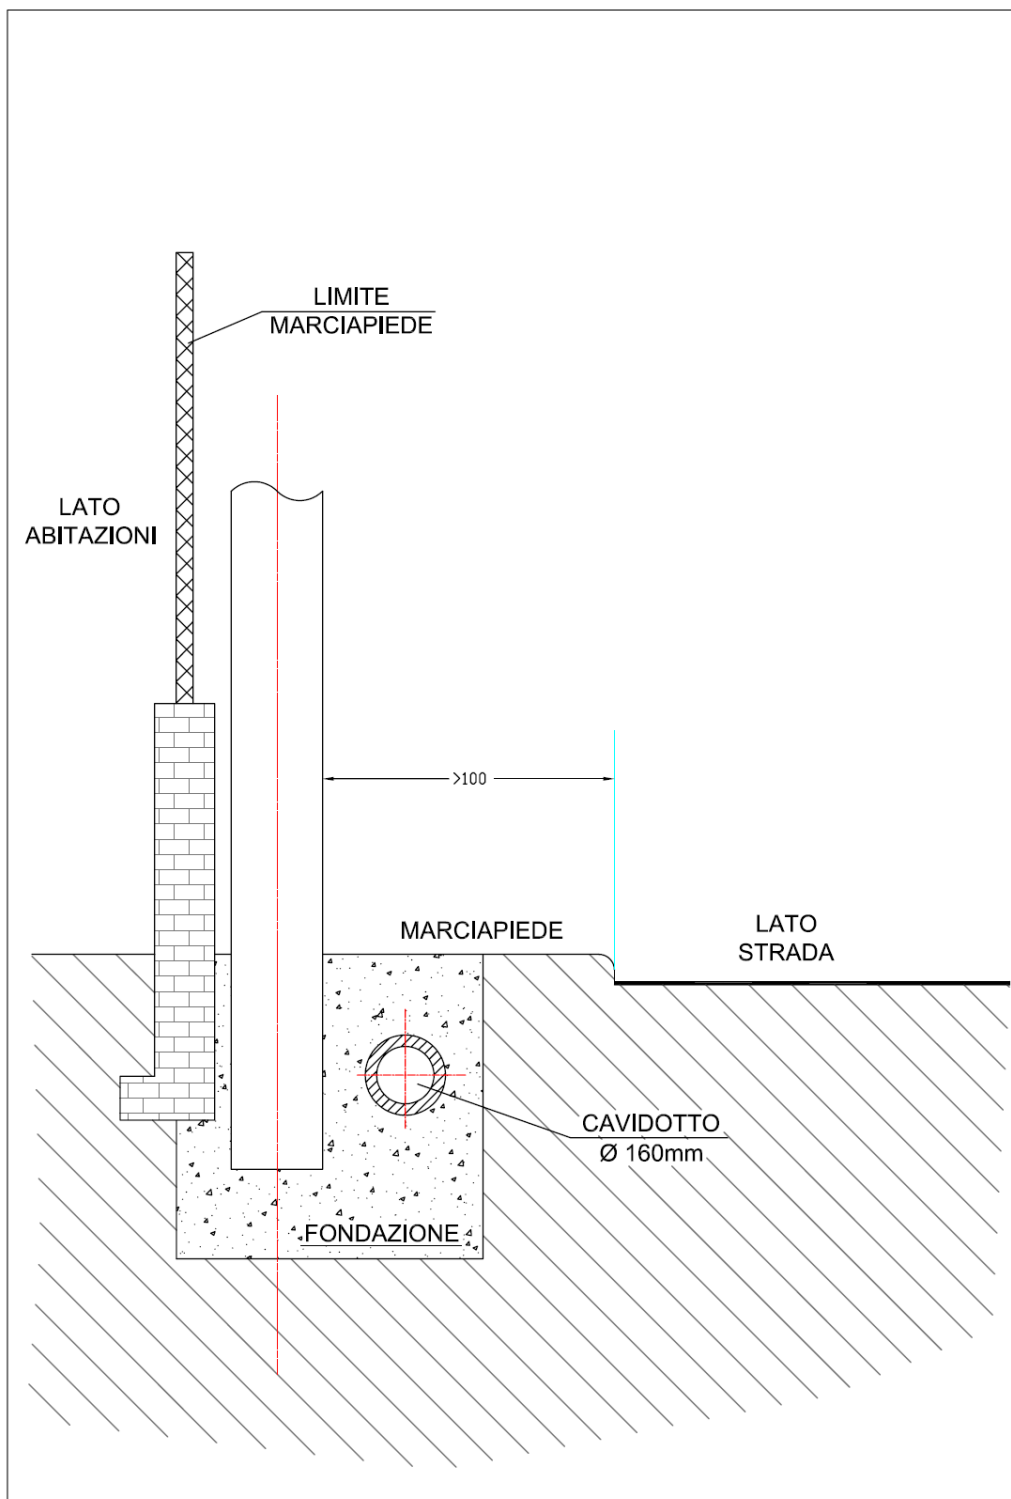 LIMITE
MARCIAPIEDE
LATO
ABITAZIONI
>100
MARCIAPIEDE
LATO
STRADA
CAVIDOTTO
Ø 160mm
FONDAZIONE